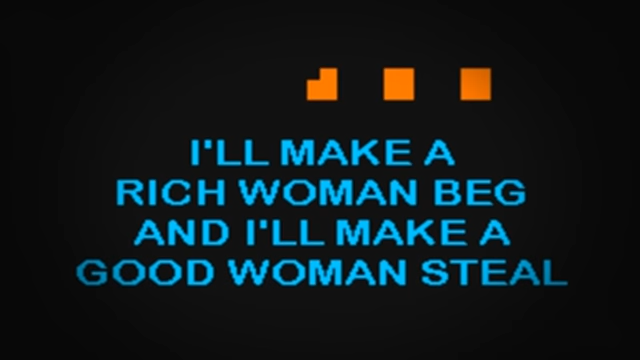 I'LL MAKE A
RICH WOMAN BEG
AND I'LL MAKE A
GOOD WOMAN STEAL